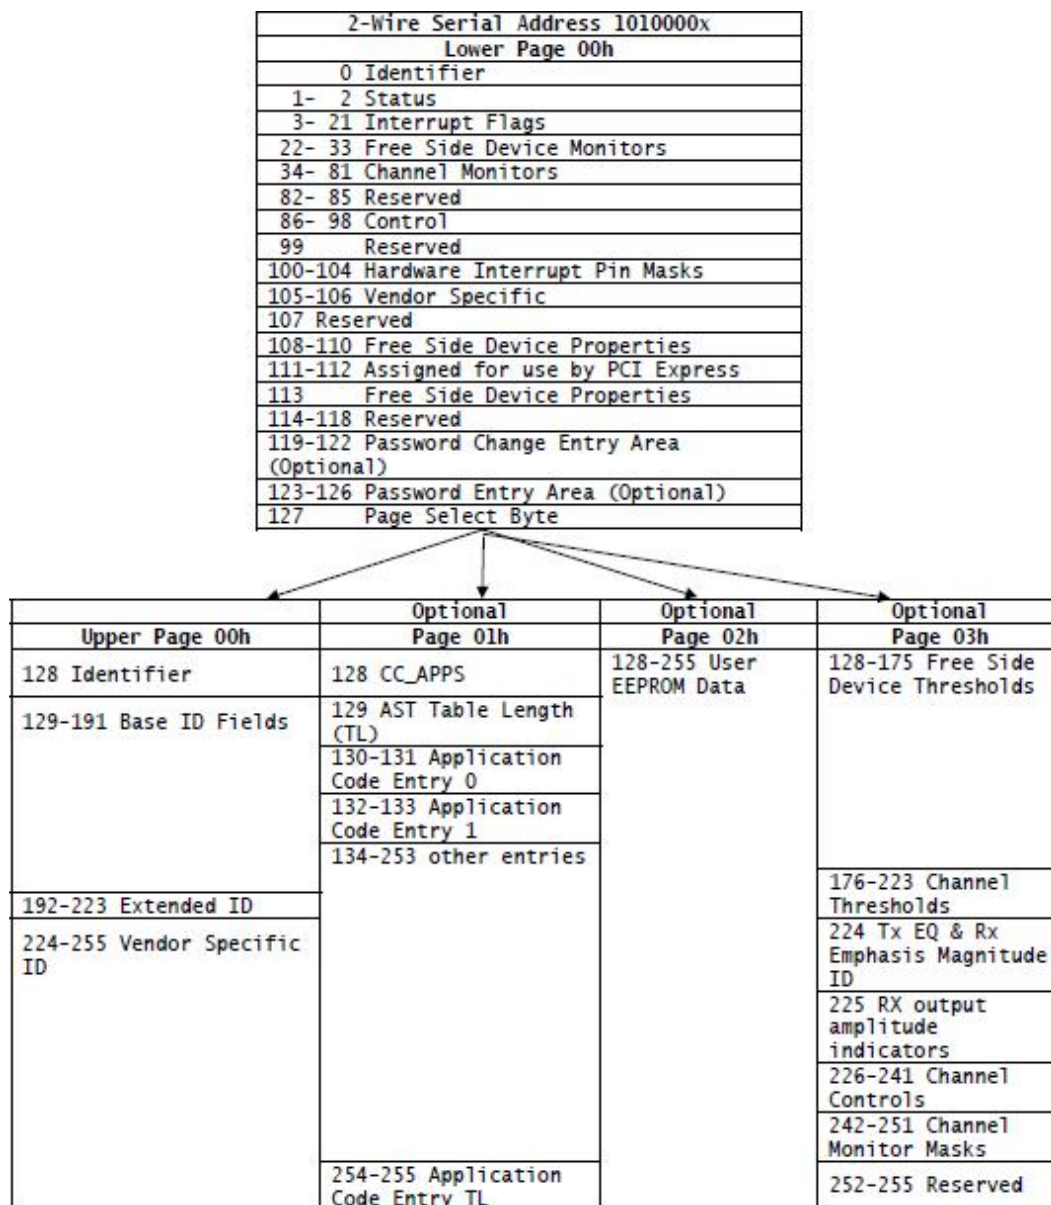 2-Wire Serial Address 1010000x
Lower Page 00h
0 Identifier
1- 2 Status
3- 21 Interrupt Flags
22- 33 Free Side Device Monitors
34- 81 Channel Monitors
82- 85 Reserved
86- 98 Control
99 Reserved
100-104 Hardware Interrupt Pin Masks
105-106 Vendor Specific
107 Reserved
108-110 Free Side Device Properties
111-112 Assigned for use by PCI Express
113 Free Side Device Properties
114-118 Reserved
119-122 Password Change Entry Area
(Optional)
123-126 Password Entry Area (Optional)
127 Page Select Byte
Upper Page 00h
128 Identifier
129-191 Base ID Fields
192-223 Extended ID
224-255 Vendor Specific
ID
Optional
Page 01h
128 CC_APPS
129 AST Table Length
(TL)
130-131 Application
Code Entry 0
132-133 Application
Code Entry 1
134-253 other entries
254-255 Application
Code Entry TL
Optional
Page 02h
128-255 User
EEPROM Data
Optional
Page 03h
128-175 Free Side
Device Thresholds
176-223 Channel
Thresholds
224 Tx EQ & Rx
Emphasis Magnitude
ID
225 RX output
amplitude
indicators
226-241 Channel
Controls
242-251 Channel
Monitor Masks
252-255 Reserved